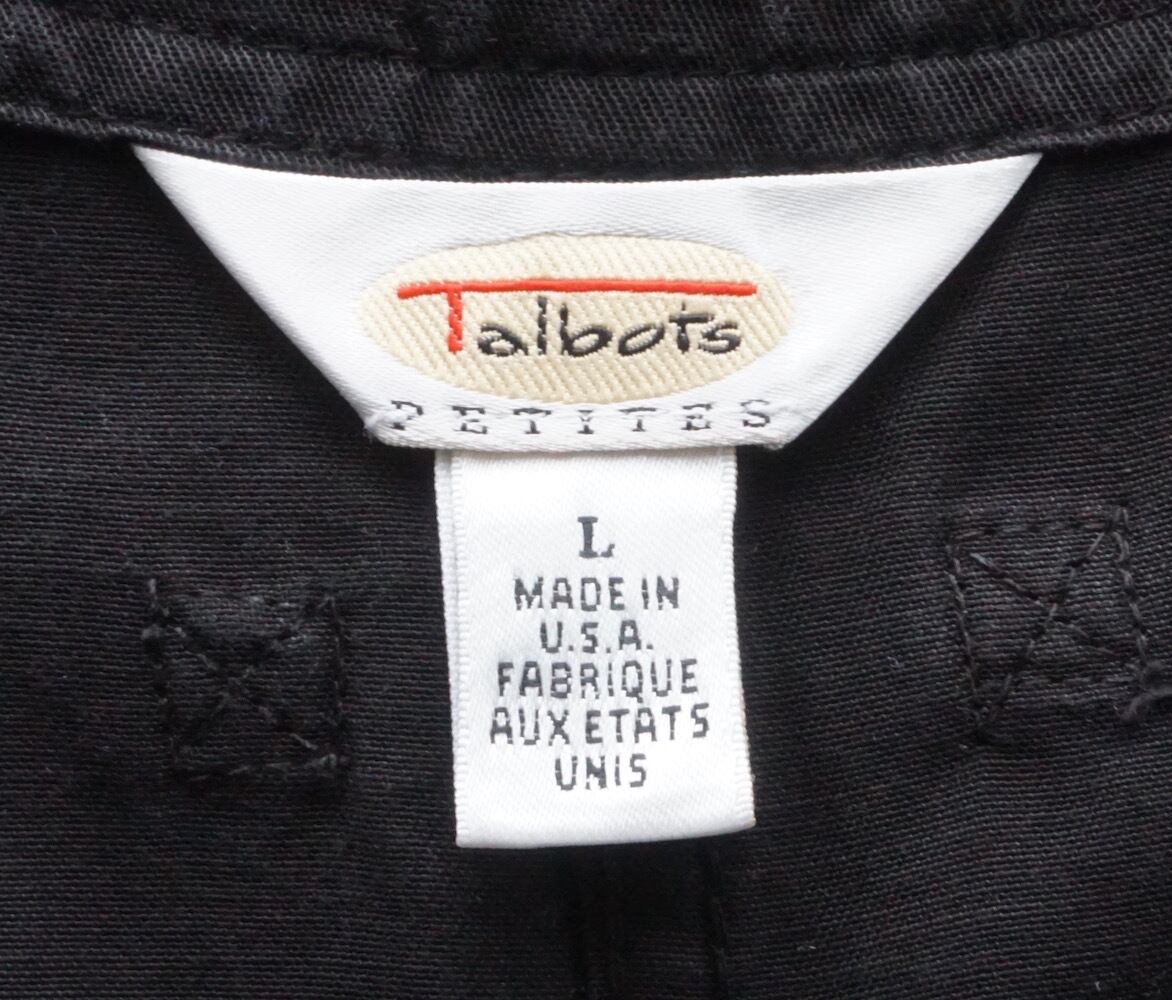 Talbots
PETITES
L
MADE IN
U.S.A.
FABRIQUE
AUX ETATS
UNIS